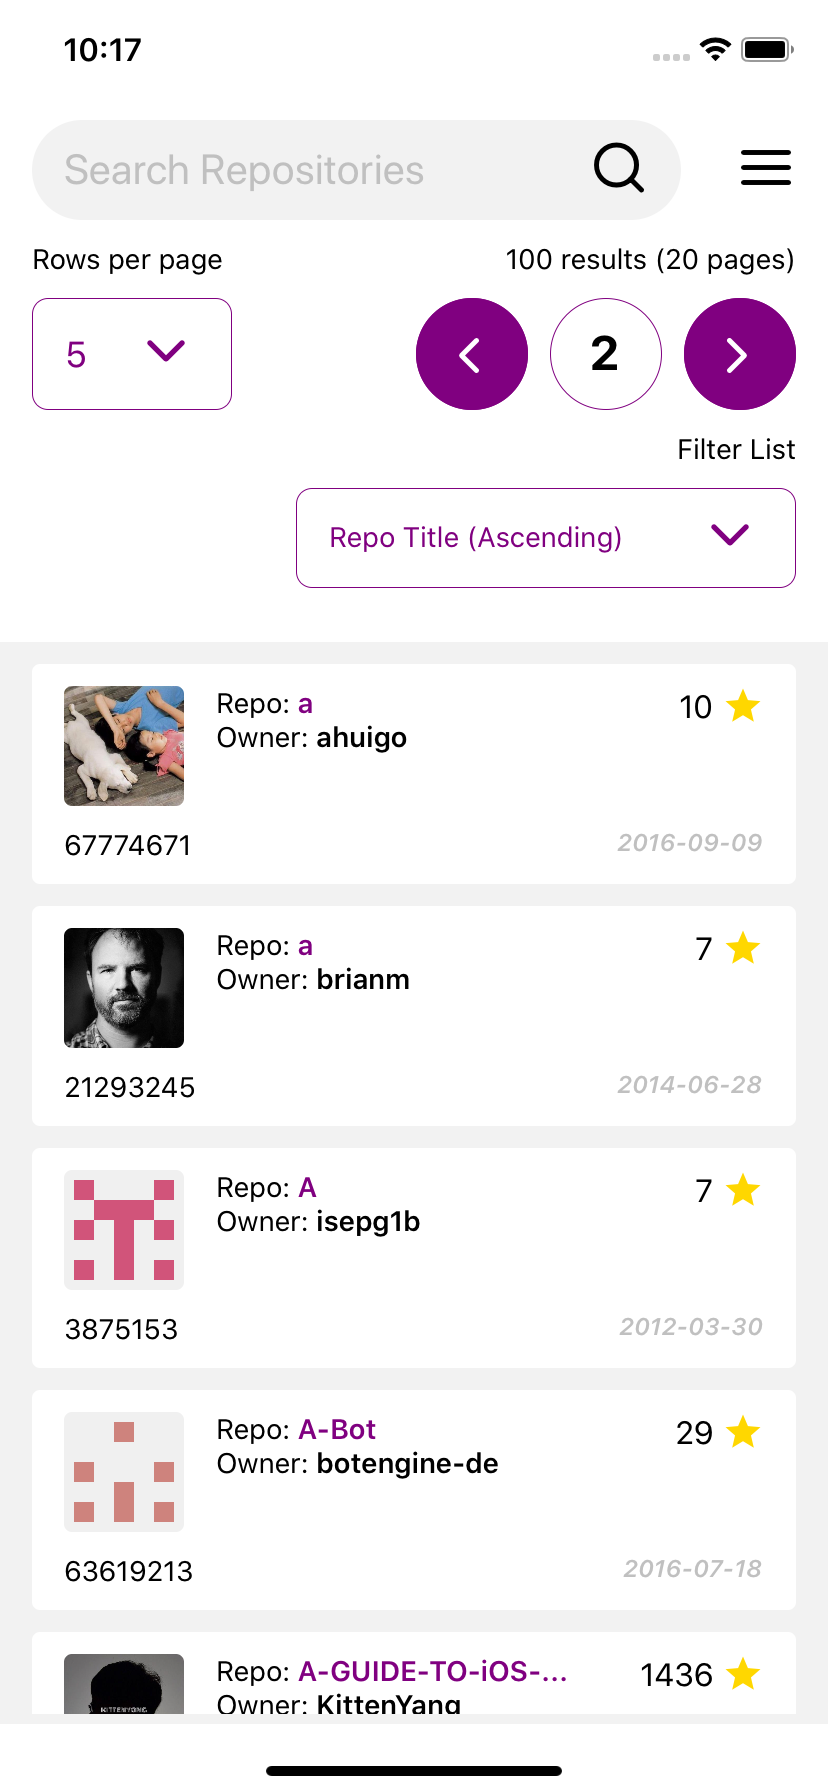 10:17
Search Repositories
Rows per page
100 results (20 pages)
5
2
Filter List
Repo Title (Ascending)
Repo: a
10
Owner: ahuigo
67774671
2016-09-09
Repo: a
7
Owner: brianm
21293245
2014-06-28
Repo: A
7
Owner: isepg1b
3875153
2012-03-30
Repo: A-Bot
29
Owner: botengine-de
63619213
2016-07-18
Repo: A-GUIDE-TO-iOS-...
1436
Owner: KittenYang
KITTENYANG